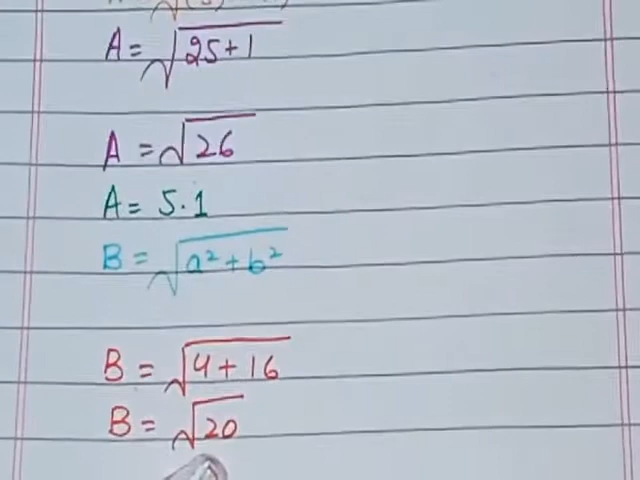 A = √25+1
A = √26
A = 5.1
B = √a²+b²
B = √4+16
B = √20